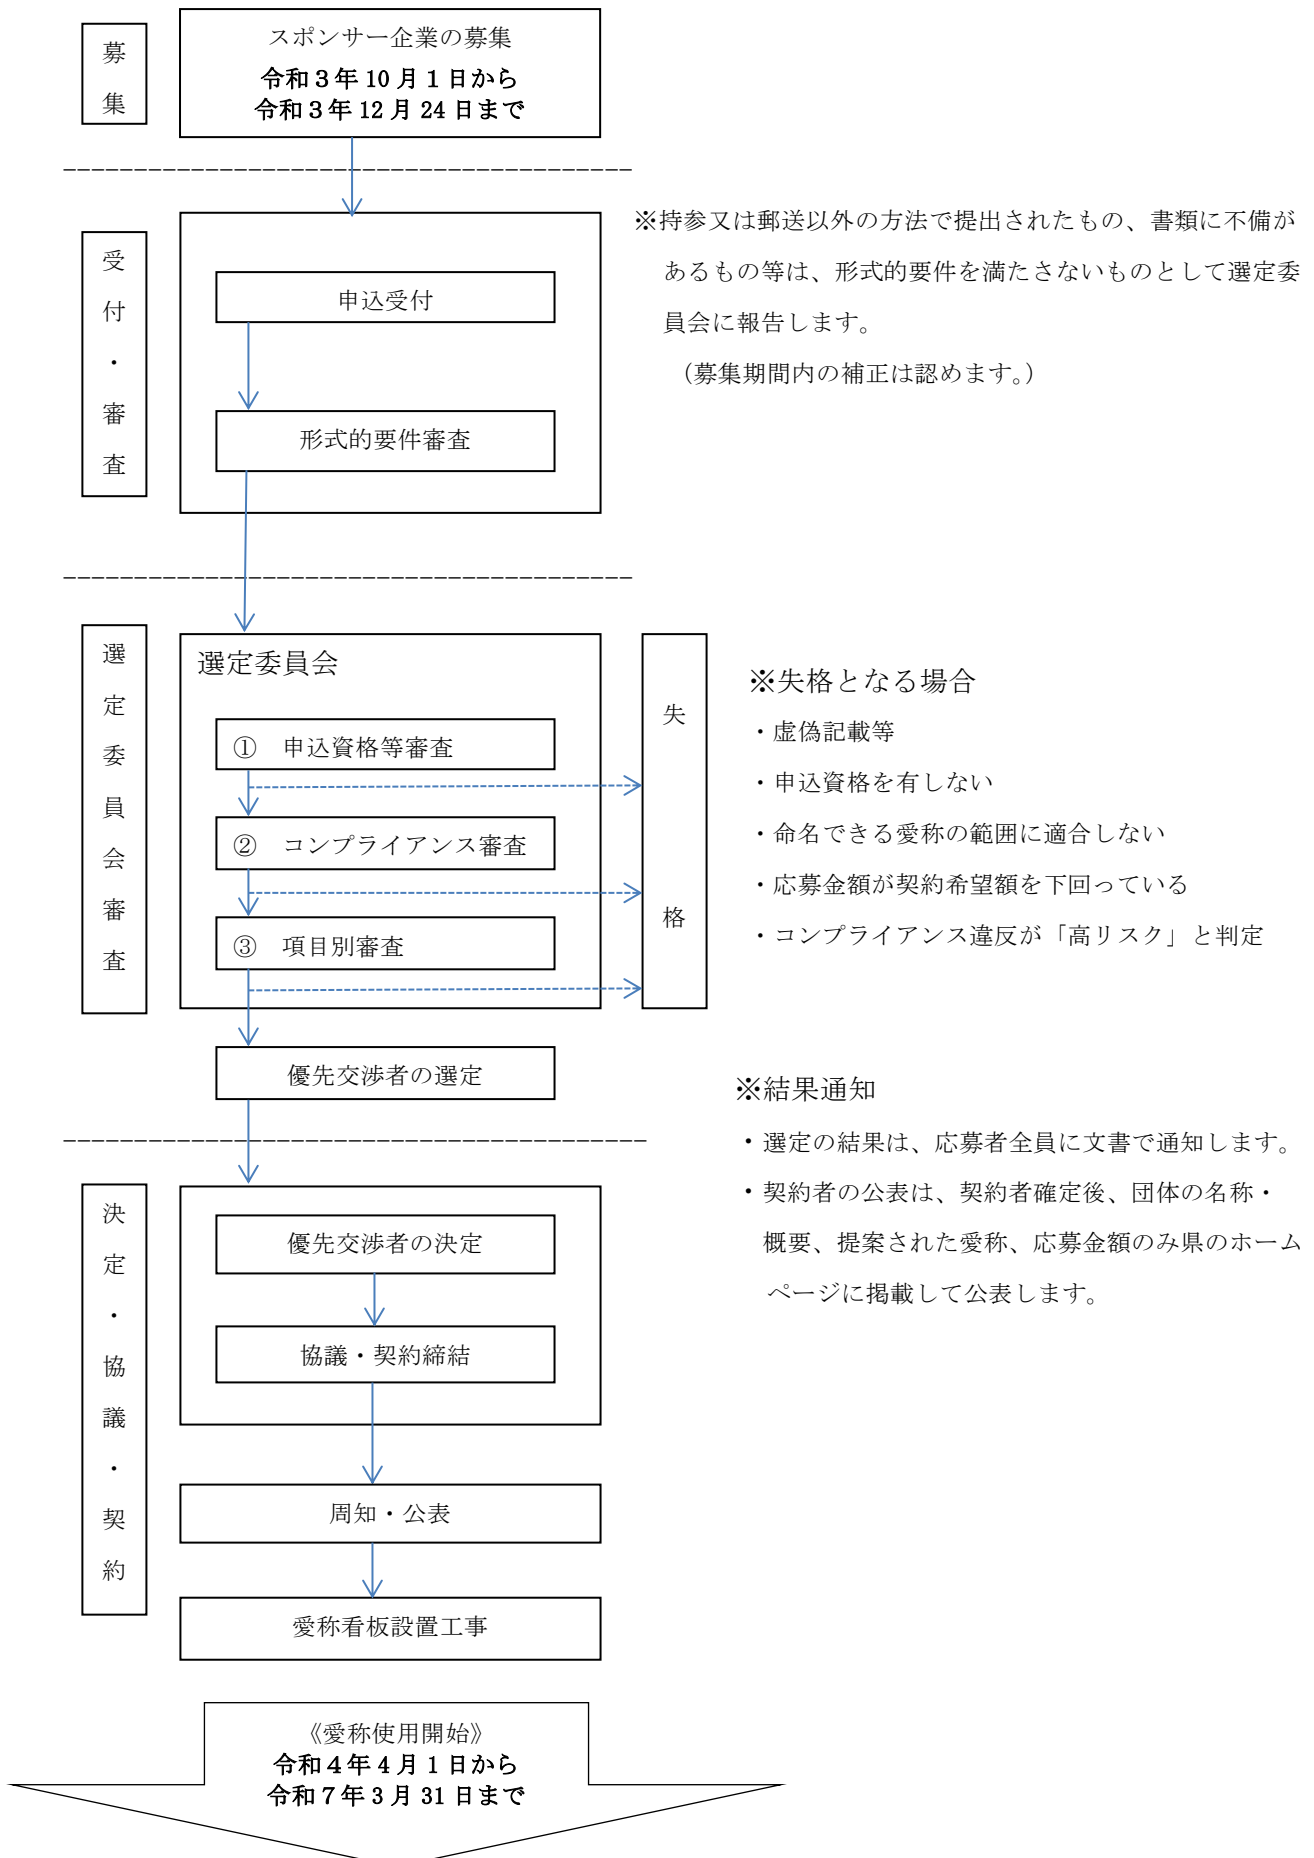 募集
スポンサー企業の募集
令和３年 10 月 1 日から
令和３年 12 月 24 日まで
受付・審査
申込受付
形式的要件審査
※持参又は郵送以外の方法で提出されたもの、書類に不備が
あるもの等は、形式的要件を満たさないものとして選定委
員会に報告します。
（募集期間内の補正は認めます。）
選定委員会審査
選定委員会
① 申込資格等審査
② コンプライアンス審査
③ 項目別審査
失格
※失格となる場合
・虚偽記載等
・申込資格を有しない
・命名できる愛称の範囲に適合しない
・応募金額が契約希望額を下回っている
・コンプライアンス違反が「高リスク」と判定
優先交渉者の選定
※結果通知
・選定の結果は、応募者全員に文書で通知します。
・契約者の公表は、契約者確定後、団体の名称・
概要、提案された愛称、応募金額のみ県のホーム
ページに掲載して公表します。
決定・協議・契約
優先交渉者の決定
協議・契約締結
周知・公表
愛称看板設置工事
《愛称使用開始》
令和４年 4 月 1 日から
令和７年 3 月 31 日まで